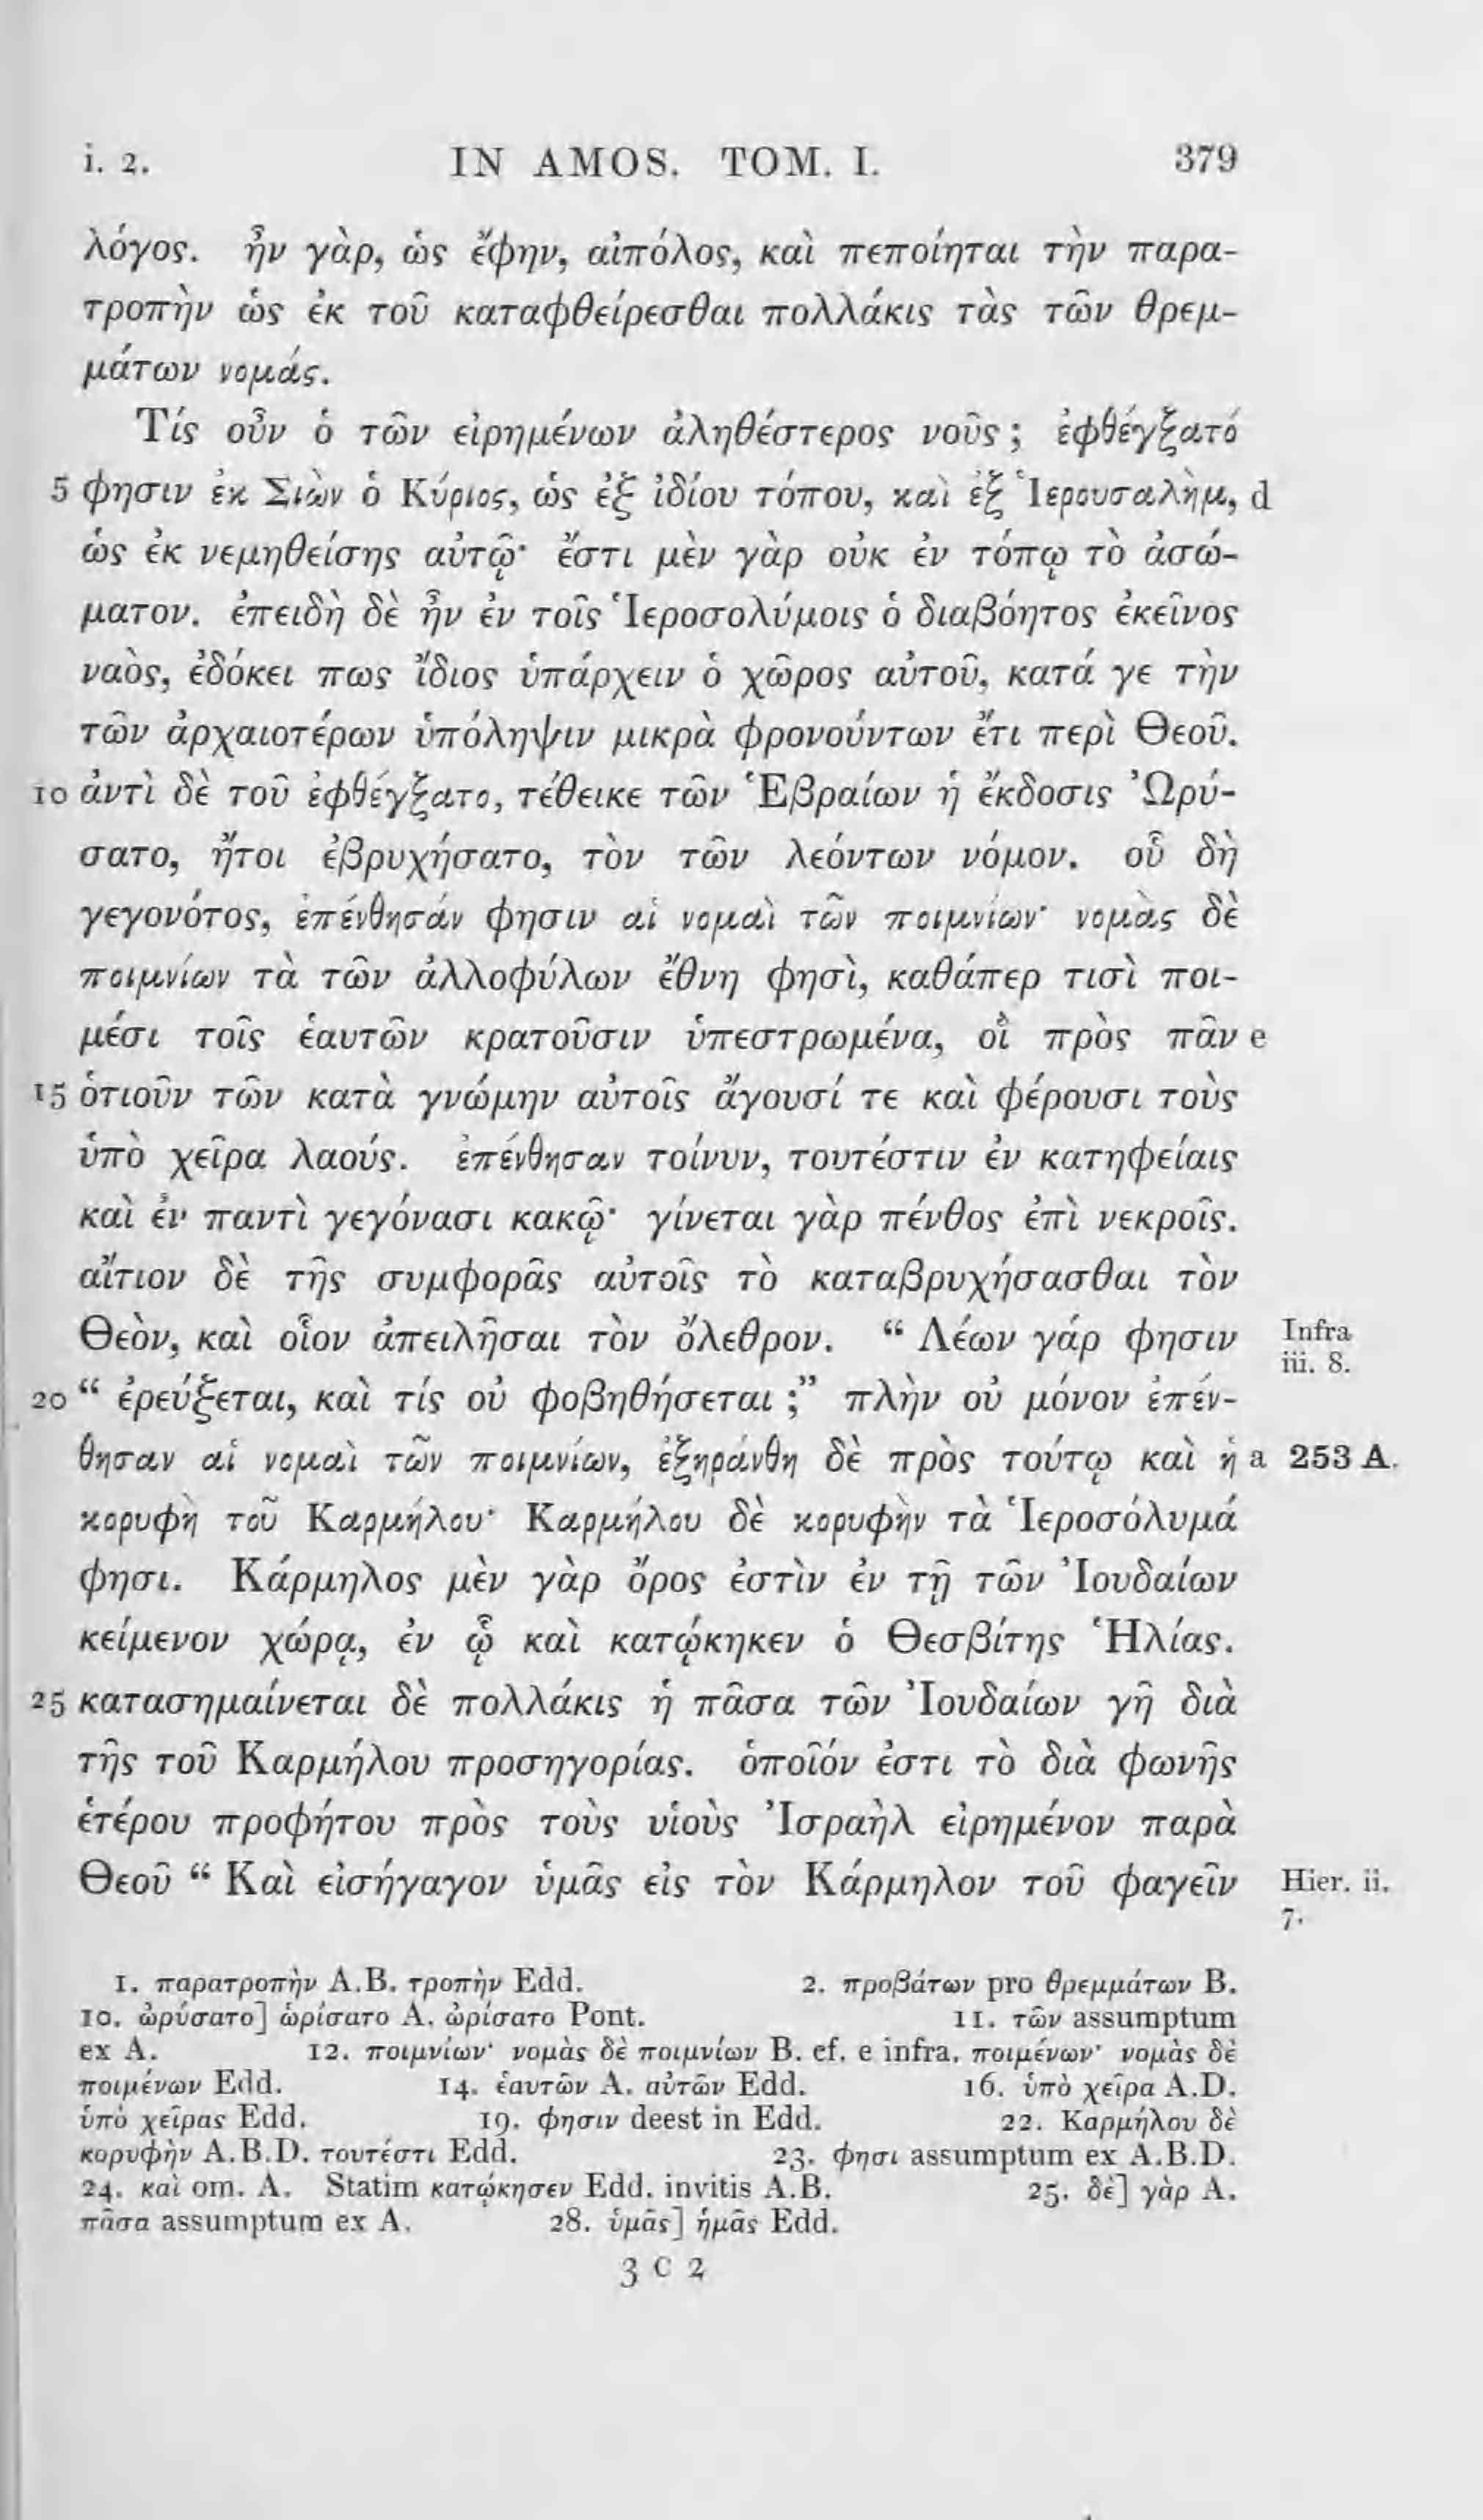 i. 2. IN AMOS. TOM. I. 379
λόγος. ἦν γὰρ, ὡς ἔφην, αἰπόλος, καὶ πεποίηται τὴν παρα-
τροπὴν ὡς ἐκ τοῦ καταφθείρεσθαι πολλάκις τὰς τῶν θρεμ-
μάτων νομάς.
Τίς οὖν ὁ τῶν εἰρημένων ἀληθέστερος νοῦς; ἐφθέγξατό
5 φησιν ἐκ Σιὼν ὁ Κύριος, ὡς ἐξ ἰδίου τόπου, καὶ ἐξ Ἱερουσαλὴμ, d
ὡς ἐκ νεμηθείσης αὐτῷ· ἔστι μὲν γὰρ οὐκ ἐν τόπῳ τὸ ἀσώ-
ματον. ἐπειδὴ δὲ ἦν ἐν τοῖς Ἱεροσολύμοις ὁ διαβόητος ἐκεῖνος
ναὸς, ἐδόκει πως ἴδιος ὑπάρχειν ὁ χῶρος αὐτοῦ, κατά γε τὴν
τῶν ἀρχαιοτέρων ὑπόληψιν μικρὰ φρονούντων ἔτι περὶ Θεοῦ.
10 ἀντὶ δὲ τοῦ ἐφθέγξατο, τέθεικε τῶν Ἑβραίων ἡ ἔκδοσις Ὠρύ-
σατο, ἤτοι ἐβρυχήσατο, τὸν τῶν λεόντων νόμον. οὗ δὴ
γεγονότος, ἐπένθησάν φησιν αἱ νομαὶ τῶν ποιμνίων· νομὰς δὲ
ποιμνίων τὰ τῶν ἀλλοφύλων ἔθνη φησὶ, καθάπερ τισὶ ποι-
μέσι τοῖς ἑαυτῶν κρατοῦσιν ὑπεστρωμένα, οἳ πρὸς πᾶν e
15 ὁτιοῦν τῶν κατὰ γνώμην αὐτοῖς ἄγουσί τε καὶ φέρουσι τοὺς
ὑπὸ χεῖρα λαούς. ἐπένθησαν τοίνυν, τουτέστιν ἐν κατηφείαις
καὶ ἐν παντὶ γεγόνασι κακῷ· γίνεται γὰρ πένθος ἐπὶ νεκροῖς.
αἴτιον δὲ τῆς συμφορᾶς αὐτοῖς τὸ καταβρυχήσασθαι τὸν
Θεὸν, καὶ οἷον ἀπειλῆσαι τὸν ὄλεθρον. “ Λέων γάρ φησιν Infra
iii. 8.
20 “ ἐρεύξεται, καὶ τίς οὐ φοβηθήσεται ;” πλὴν οὐ μόνον ἐπέν-
θησαν αἱ νομαὶ τῶν ποιμνίων, ἐξηράνθη δὲ πρὸς τούτῳ καὶ ἡ a 253 A.
κορυφὴ τοῦ Καρμήλου· Καρμήλου δὲ κορυφὴν τὰ Ἱεροσόλυμά
φησι. Κάρμηλος μὲν γὰρ ὄρος ἐστὶν ἐν τῇ τῶν Ἰουδαίων
κείμενον χώρᾳ, ἐν ᾧ καὶ κατῴκηκεν ὁ Θεσβίτης Ἡλίας.
25 κατασημαίνεται δὲ πολλάκις ἡ πᾶσα τῶν Ἰουδαίων γῆ διὰ
τῆς τοῦ Καρμήλου προσηγορίας. ὁποῖόν ἐστι τὸ διὰ φωνῆς
ἑτέρου προφήτου πρὸς τοὺς υἱοὺς Ἰσραὴλ εἰρημένον παρὰ
Θεοῦ “ Καὶ εἰσήγαγον ὑμᾶς εἰς τὸν Κάρμηλον τοῦ φαγεῖν Hier. ii.
7.
1. παρατροπὴν A.B. τροπὴν Edd. 2. προβάτων pro θρεμμάτων B.
10. ὠρύσατο] ὡρίσατο A. ὠρίσατο Pont. 11. τῶν assumptum
ex A. 12. ποιμνίων· νομὰς δὲ ποιμνίων B. cf. e infra. ποιμένων· νομὰς δὲ
ποιμένων Edd. 14. ἑαυτῶν A. αὐτῶν Edd. 16. ὑπὸ χεῖρα A.D.
ὑπὸ χεῖρας Edd. 19. φησιν deest in Edd. 22. Καρμήλου δὲ
κορυφὴν A.B.D. τουτέστι Edd. 23. φησι assumptum ex A.B.D.
24. καὶ om. A. Statim κατῴκησεν Edd. invitis A.B. 25. δὲ] γὰρ A.
πᾶσα assumptum ex A. 28. ὑμᾶς] ἡμᾶς Edd.
3 C 2